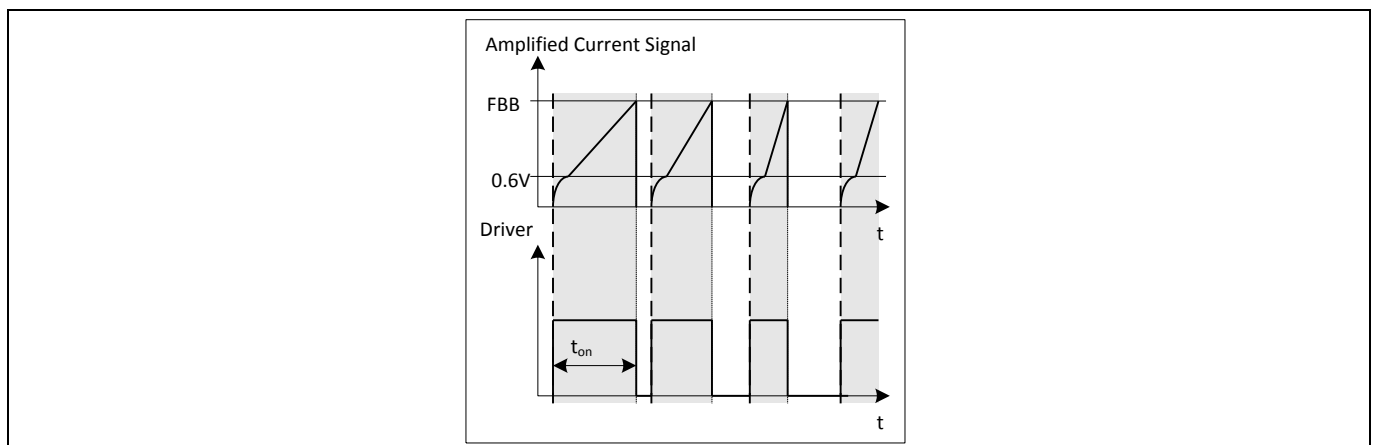 Amplified Current Signal
FBB
0.6V
t
Driver
tₒₙ
t